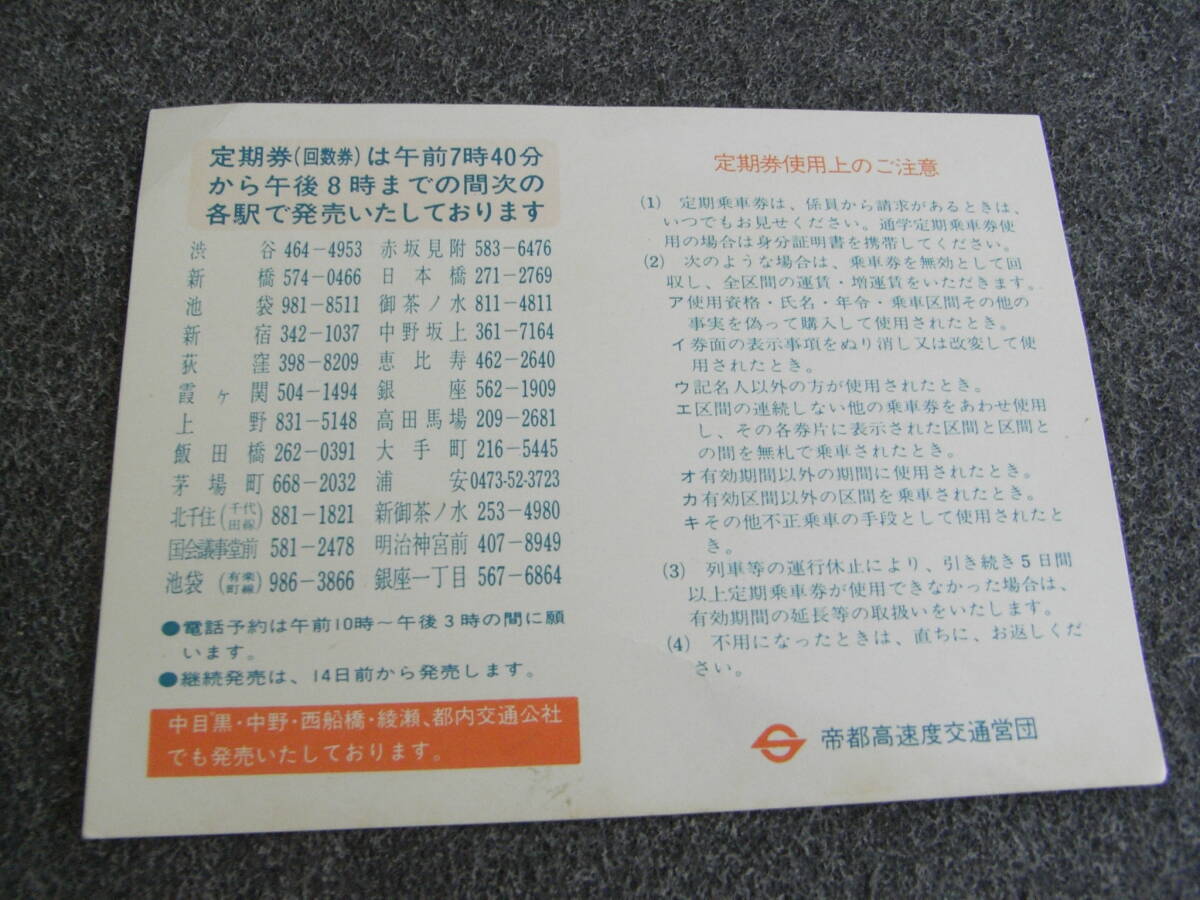 定期券(回数券)は午前7時40分
から午後8時までの間次の
各駅で発売いたしております
渋谷 464-4953 赤坂見附 583-6476
新橋 574-0466 日本橋 271-2769
池袋 981-8511 御茶ノ水 811-4811
新宿 342-1037 中野坂上 361-7164
荻窪 398-8209 恵比寿 462-2640
霞ヶ関 504-1494 銀座 562-1909
上野 831-5148 高田馬場 209-2681
飯田橋 262-0391 大手町 216-5445
茅場町 668-2032 浦安 0473-52-3723
北千住(千代田線) 881-1821 新御茶ノ水 253-4980
国会議事堂前 581-2478 明治神宮前 407-8949
池袋(有楽町線) 986-3866 銀座一丁目 567-6864
●電話予約は午前10時~午後3時の間に願
います。
●継続発売は、14日前から発売します。
中目黒・中野・西船橋・綾瀬、都内交通公社
でも発売いたしております。
定期券使用上のご注意
(1) 定期乗車券は、係員から請求があるときは、
いつでもお見せください。通学定期乗車券使
用の場合は身分証明書を携帯してください。
(2) 次のような場合は、乗車券を無効として回
収し、全区間の運賃・増運賃をいただきます。
ア使用資格・氏名・年令・乗車区間その他の
事実を偽って購入して使用されたとき。
イ券面の表示事項をぬり消し又は改変して使
用されたとき。
ウ記名人以外の方が使用されたとき。
エ区間の連続しない他の乗車券をあわせ使用
し、その各券片に表示された区間と区間と
の間を無札で乗車されたとき。
オ有効期間以外の期間に使用されたとき。
カ有効区間以外の区間を乗車されたとき。
キその他不正乗車の手段として使用されたと
き。
(3) 列車等の運行休止により、引き続き5日間
以上定期乗車券が使用できなかった場合は、
有効期間の延長等の取扱いをいたします。
(4) 不用になったときは、直ちに、お返しくだ
さい。
帝都高速度交通営団